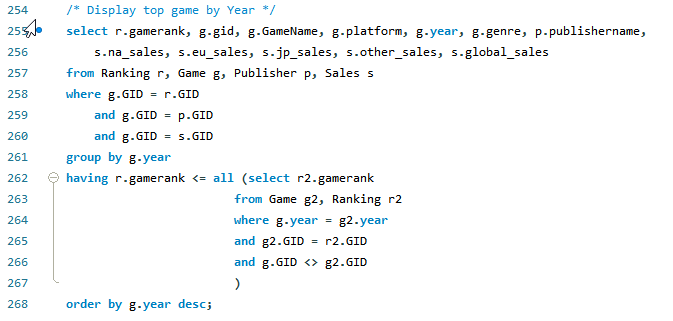 254 /* Display top game by Year */
255 select r.gamerank, g.gid, g.GameName, g.platform, g.year, g.genre, p.publishername,
256 s.na_sales, s.eu_sales, s.jp_sales, s.other_sales, s.global_sales
257 from Ranking r, Game g, Publisher p, Sales s
258 where g.GID = r.GID
259 and g.GID = p.GID
260 and g.GID = s.GID
261 group by g.year
262 having r.gamerank <= all (select r2.gamerank
263 from Game g2, Ranking r2
264 where g.year = g2.year
265 and g2.GID = r2.GID
266 and g.GID <> g2.GID
267 )
268 order by g.year desc;